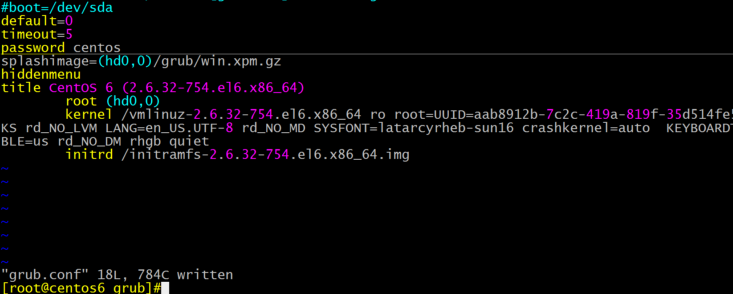 #boot=/dev/sda
default=0
timeout=5
password centos
splashimage=(hd0,0)/grub/win.xpm.gz
hiddenmenu
title CentOS 6 (2.6.32-754.el6.x86_64)
root (hd0,0)
kernel /vmlinuz-2.6.32-754.el6.x86_64 ro root=UUID=aab8912b-7c2c-419a-819f-35d514fe5
KS rd_NO_LVM LANG=en_US.UTF-8 rd_NO_MD SYSFONT=latarcyrheb-sun16 crashkernel=auto  KEYBOARDT
BLE=us rd_NO_DM rhgb quiet
initrd /initramfs-2.6.32-754.el6.x86_64.img
~
~
~
~
~
~
~
~
"grub.conf" 18L, 784C written
[root@centos6 grub]#